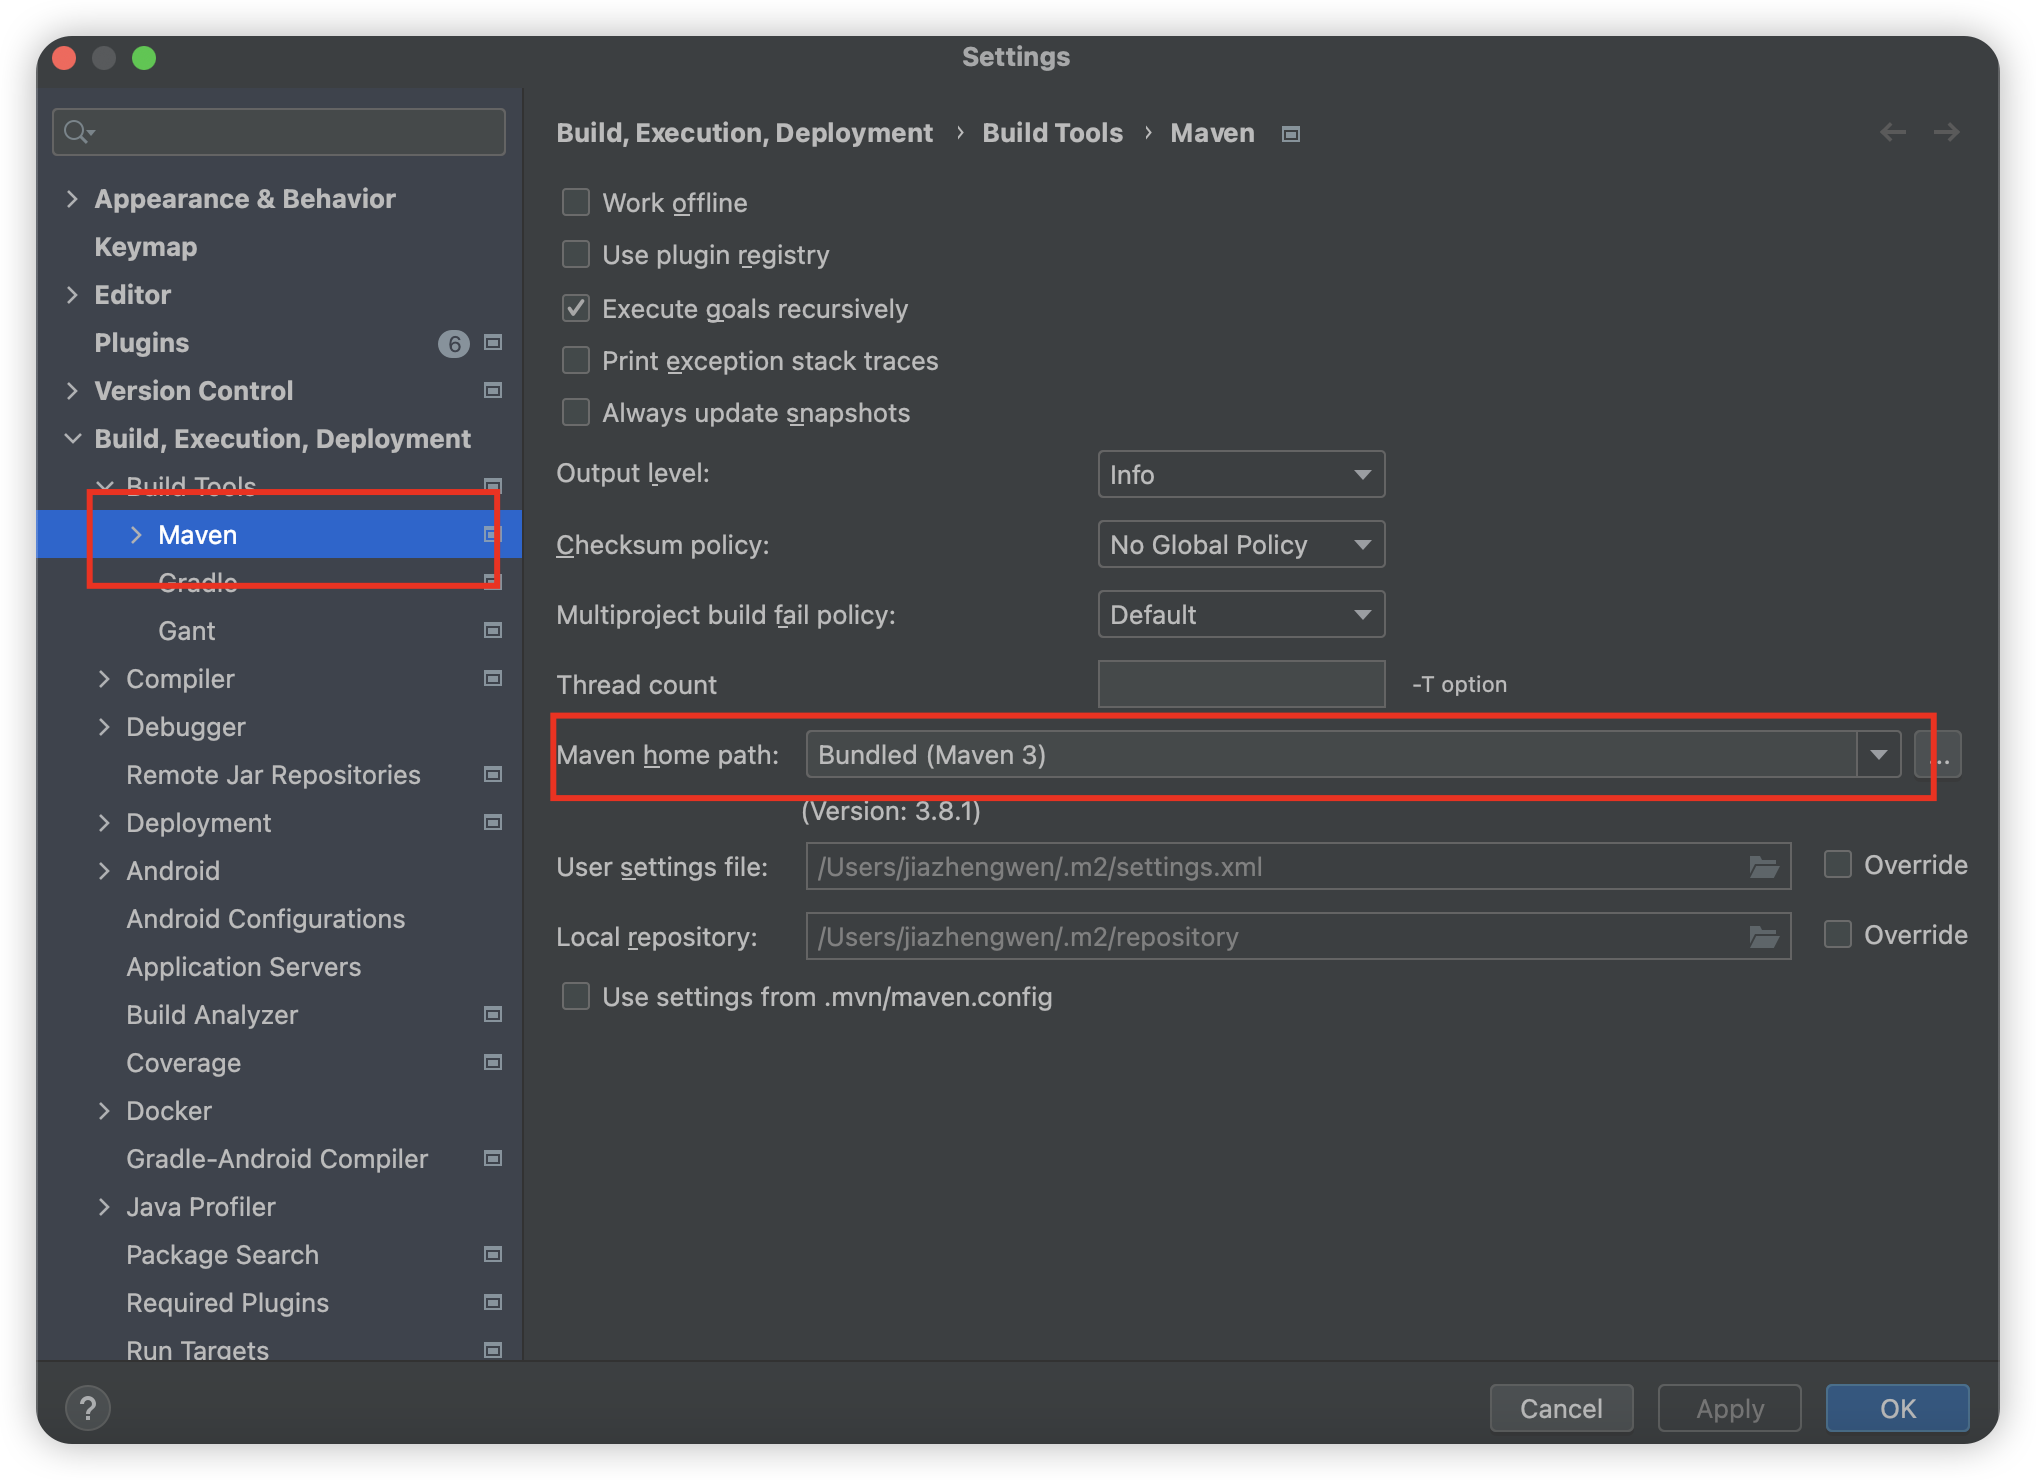 Settings
Appearance & Behavior
Keymap
Editor
Plugins 6
Version Control
Build, Execution, Deployment
Build Tools
Maven
Gradle
Gant
Compiler
Debugger
Remote Jar Repositories
Deployment
Android
Android Configurations
Application Servers
Build Analyzer
Coverage
Docker
Gradle-Android Compiler
Java Profiler
Package Search
Required Plugins
Run Targets
Build, Execution, Deployment › Build Tools › Maven
Work offline
Use plugin registry
Execute goals recursively
Print exception stack traces
Always update snapshots
Output level: Info
Checksum policy: No Global Policy
Multiproject build fail policy: Default
Thread count -T option
Maven home path: Bundled (Maven 3) ...
(Version: 3.8.1)
User settings file: /Users/jiazhengwen/.m2/settings.xml Override
Local repository: /Users/jiazhengwen/.m2/repository Override
Use settings from .mvn/maven.config
? Cancel Apply OK